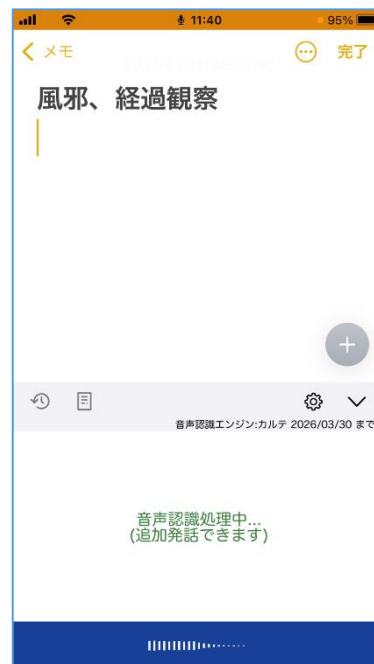 11:40
95%
メモ
完了
風邪、経過観察
音声認識エンジン:カルテ 2026/03/30 まで
音声認識処理中...
(追加発話できます)